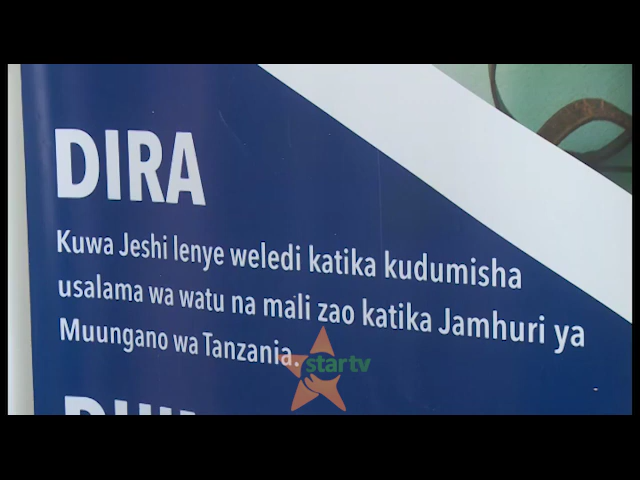 DIRA
Kuwa Jeshi lenye weledi katika kudumisha
usalama wa watu na mali zao katika Jamhuri ya
Muungano wa Tanzania.
startv